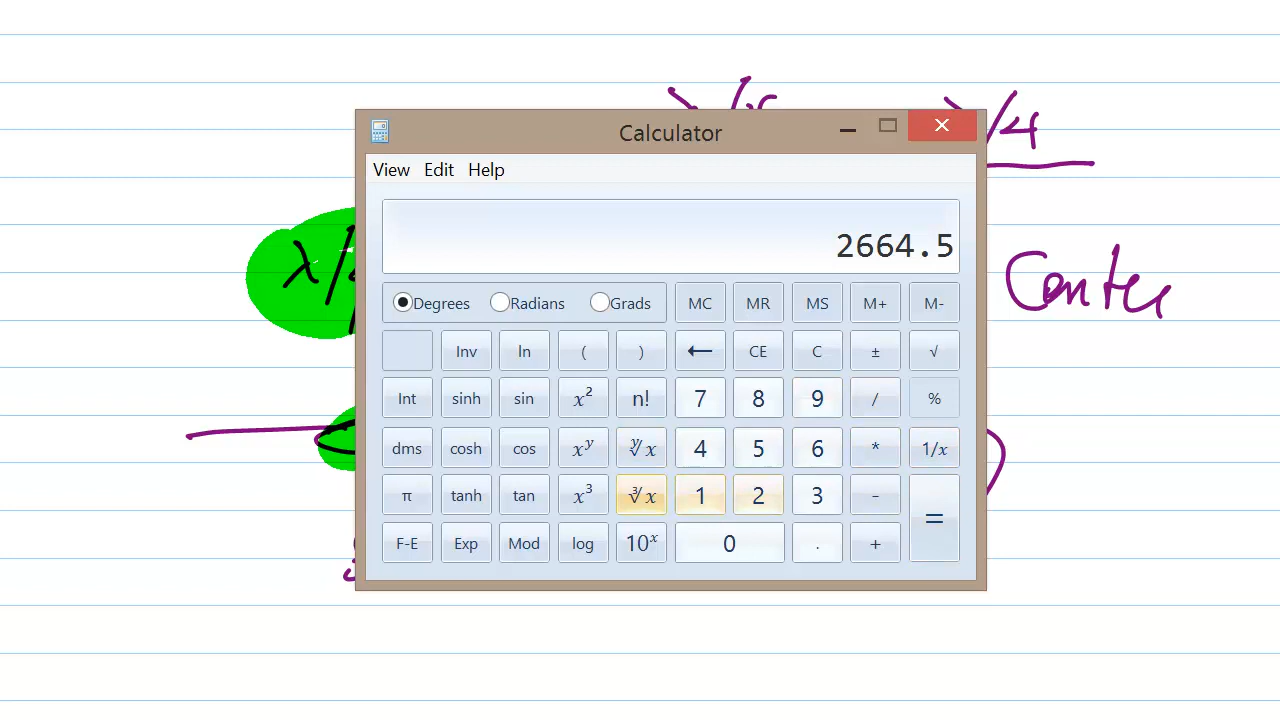 λ/4
Calculator
View Edit Help
2664.5
Center
λ/
Degrees Radians Grads MC MR MS M+ M-
Inv ln ( ) ← CE C ± √
Int sinh sin x² n! 7 8 9 / %
dms cosh cos xʸ ʸ√x 4 5 6 * 1/x
π tanh tan x³ ³√x 1 2 3 - =
F-E Exp Mod log 10ˣ 0 . +